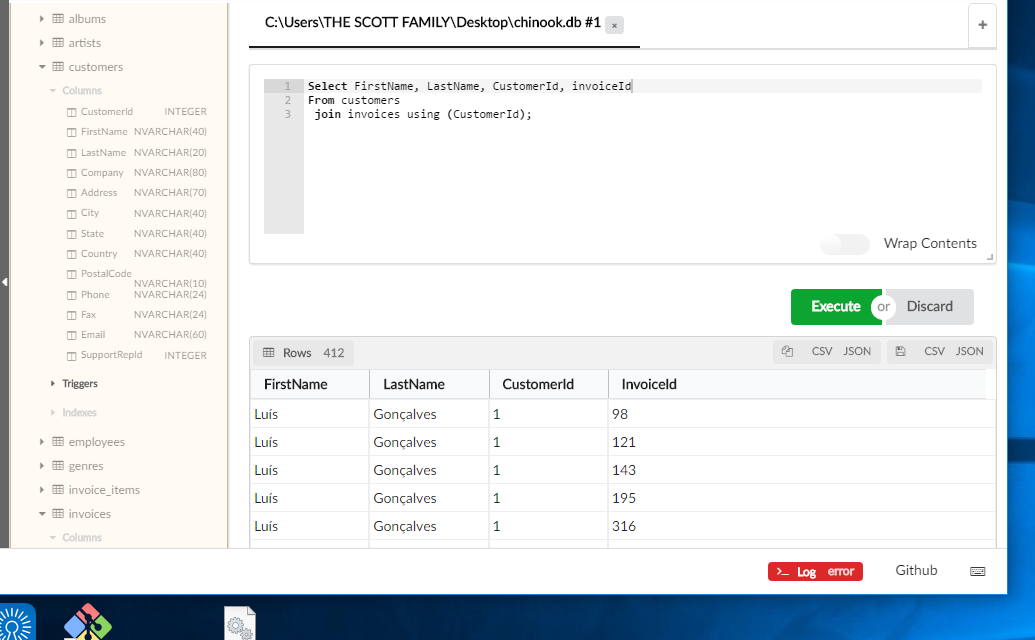 albums
artists
customers
Columns
CustomerId INTEGER
FirstName NVARCHAR(40)
LastName NVARCHAR(20)
Company NVARCHAR(80)
Address NVARCHAR(70)
City NVARCHAR(40)
State NVARCHAR(40)
Country NVARCHAR(40)
PostalCode NVARCHAR(10)
Phone NVARCHAR(24)
Fax NVARCHAR(24)
Email NVARCHAR(60)
SupportRepId INTEGER
Triggers
Indexes
employees
genres
invoice_items
invoices
Columns
C:\Users\THE SCOTT FAMILY\Desktop\chinook.db #1 ×
+
1 Select FirstName, LastName, CustomerId, invoiceId
2 From customers
3 join invoices using (CustomerId);
Wrap Contents
Execute or Discard
Rows 412 CSV JSON CSV JSON
FirstName LastName CustomerId InvoiceId
Luís Gonçalves 1 98
Luís Gonçalves 1 121
Luís Gonçalves 1 143
Luís Gonçalves 1 195
Luís Gonçalves 1 316
>_ Log error Github